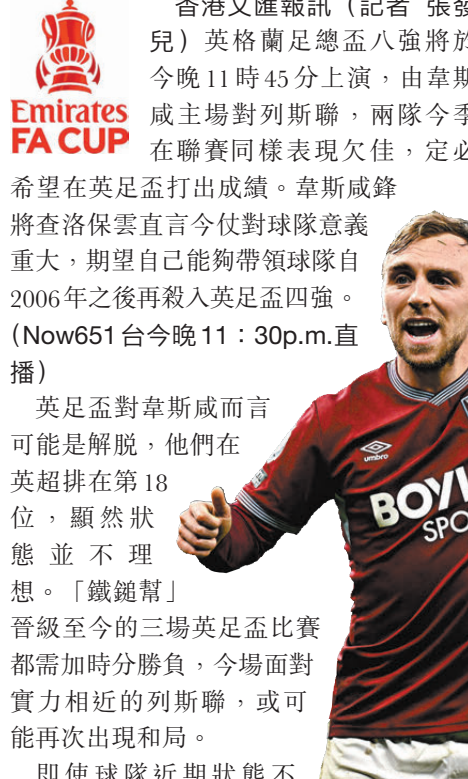 香港文匯報訊（記者 張發
兒）英格蘭足總盃八強將於
今晚11時45分上演，由韋斯
咸主場對列斯聯，兩隊今季
在聯賽同樣表現欠佳，定必
希望在英足盃打出成績。韋斯咸鋒
將查洛保雲直言今仗對球隊意義
重大，期望自己能夠帶領球隊自
2006年之後再殺入英足盃四強。
(Now651台今晚11：30p.m.直
播)
英足盃對韋斯咸而言
可能是解脫，他們在
英超排在第18
位，顯然狀
態並不理
想。「鐵鎚幫」
晉級至今的三場英足盃比賽
都需加時分勝負，今場面對
實力相近的列斯聯，或可
能再次出現和局。
即使球隊近期狀態不
Emirates
FA CUP
umbro
BOY
SPO